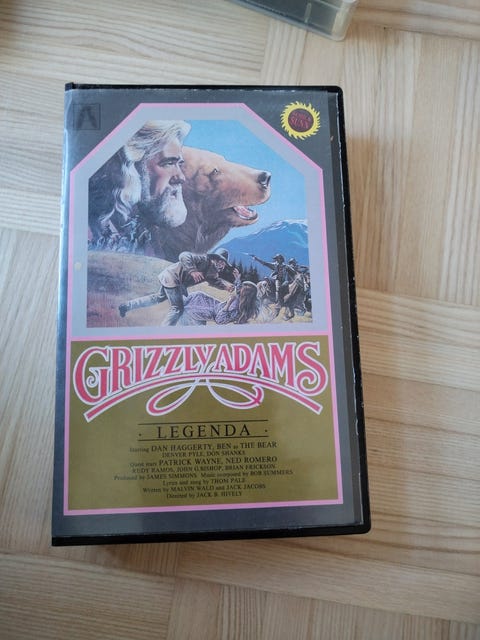 GRIZZLY ADAMS
· LEGENDA ·
Starring DAN HAGGERTY, BEN as THE BEAR
DENVER PYLE, DON SHANKS
Guest stars PATRICK WAYNE, NED ROMERO
RUDY RAMOS, JOHN G.BISHOP, BRIAN ERICKSON
Produced by JAMES SIMMONS Music composed by BOB SUMMERS
Lyrics and sung by THOM PALE
Written by MALVIN WALD and JACK JACOBS
Directed by JACK B. HIVELY